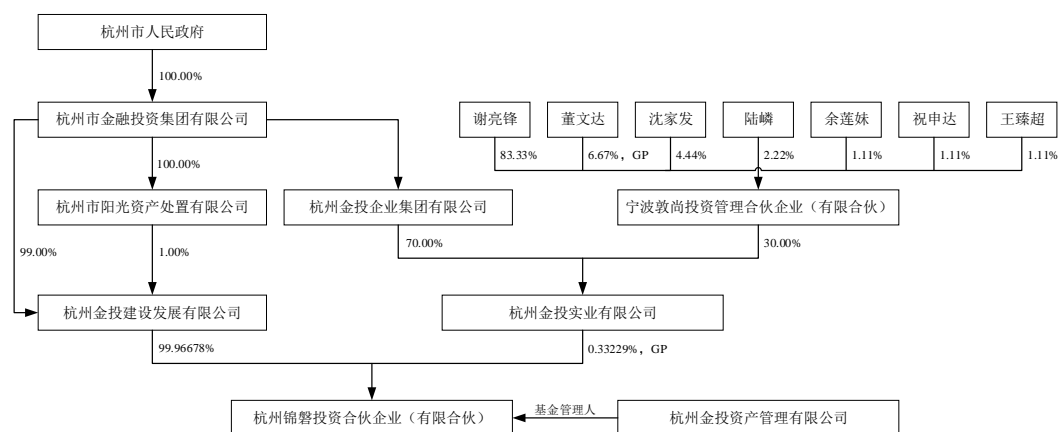 杭州市人民政府
100.00%
杭州市金融投资集团有限公司
谢亮锋
董文达
沈家发
陆嶙
余莲妹
祝申达
王臻超
100.00%
83.33%
6.67%，GP
4.44%
2.22%
1.11%
1.11%
1.11%
杭州市阳光资产处置有限公司
杭州金投企业集团有限公司
宁波敦尚投资管理合伙企业（有限合伙）
99.00%
1.00%
70.00%
30.00%
杭州金投建设发展有限公司
杭州金投实业有限公司
99.96678%
0.33229%，GP
杭州锦磐投资合伙企业（有限合伙）
基金管理人
杭州金投资产管理有限公司